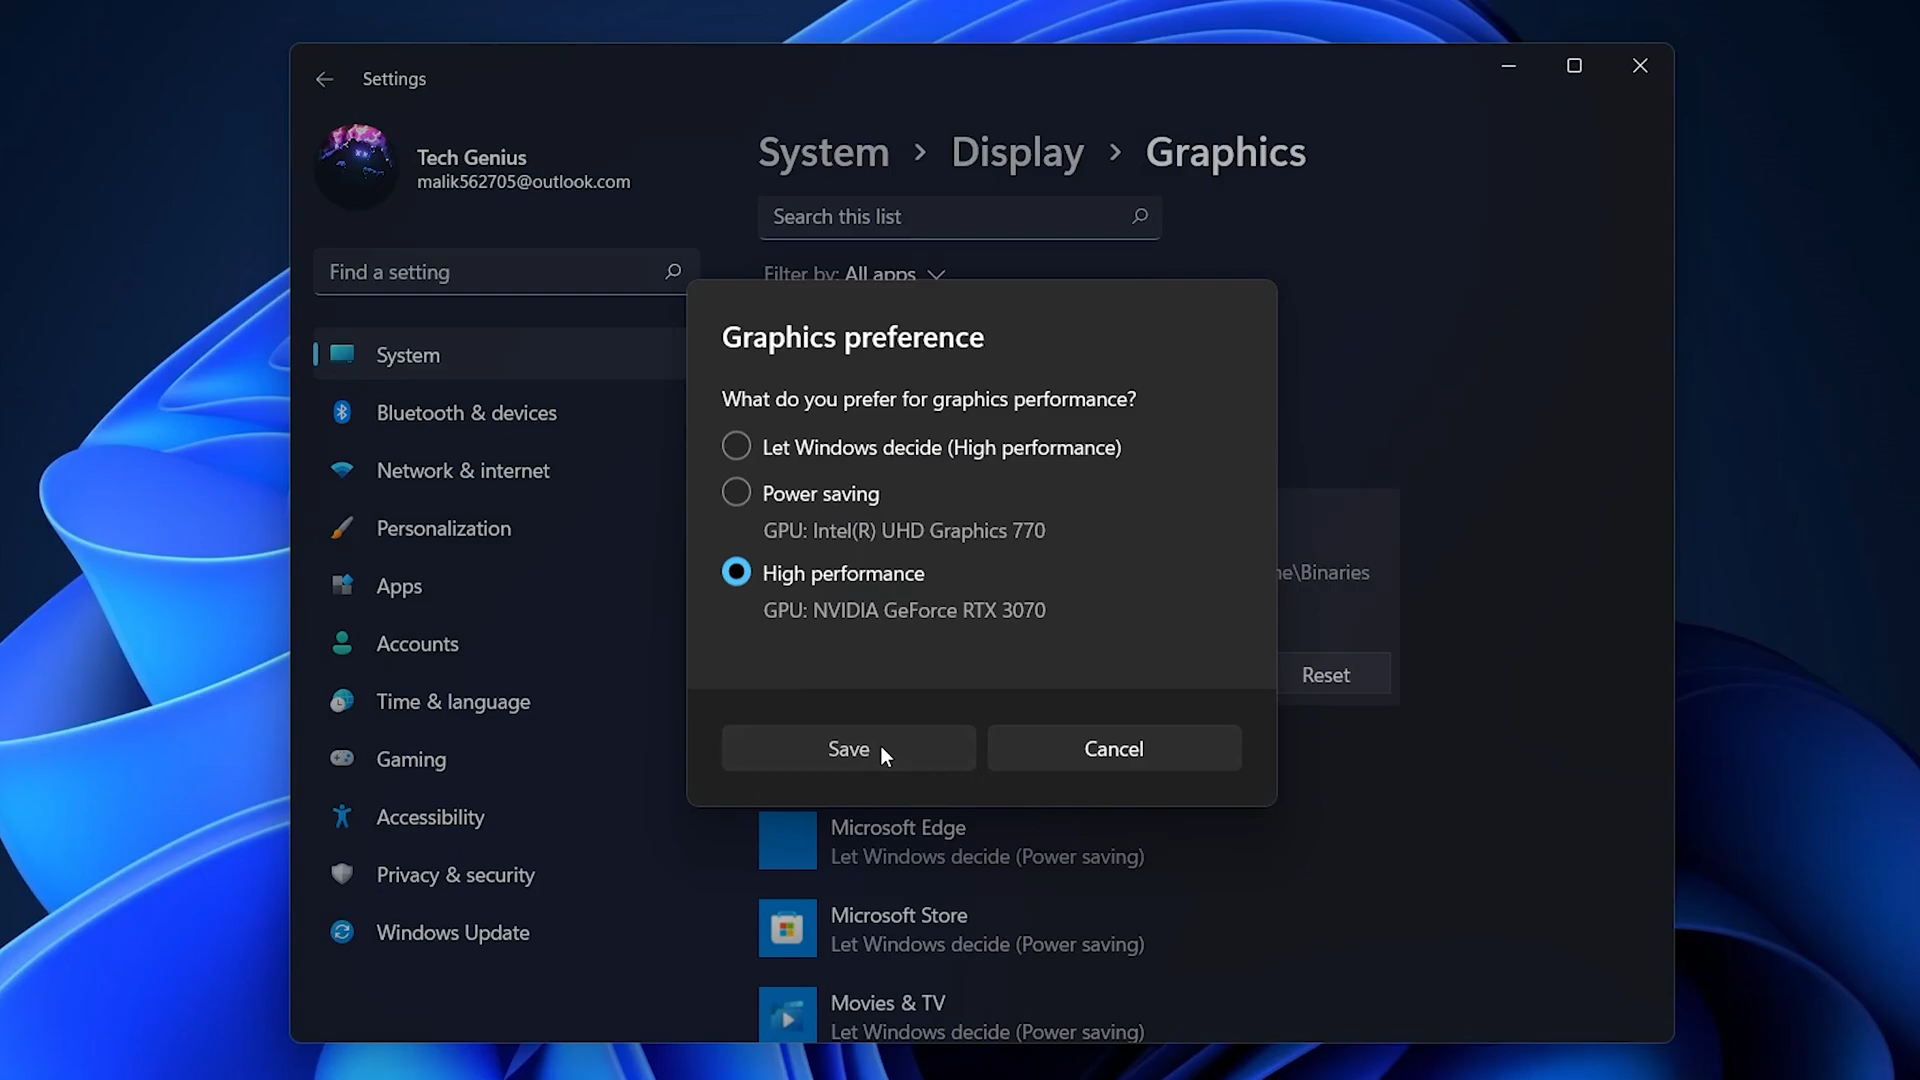 Settings
Tech Genius
malik562705@outlook.com
Find a setting
System
Bluetooth & devices
Network & internet
Personalization
Apps
Accounts
Time & language
Gaming
Accessibility
Privacy & security
Windows Update
System > Display > Graphics
Search this list
Filter by: All apps
Graphics preference
What do you prefer for graphics performance?
Let Windows decide (High performance)
Power saving
GPU: Intel(R) UHD Graphics 770
High performance
GPU: NVIDIA GeForce RTX 3070
Save
Cancel
\Binaries
Reset
Microsoft Edge
Let Windows decide (Power saving)
Microsoft Store
Let Windows decide (Power saving)
Movies & TV
Let Windows decide (Power saving)